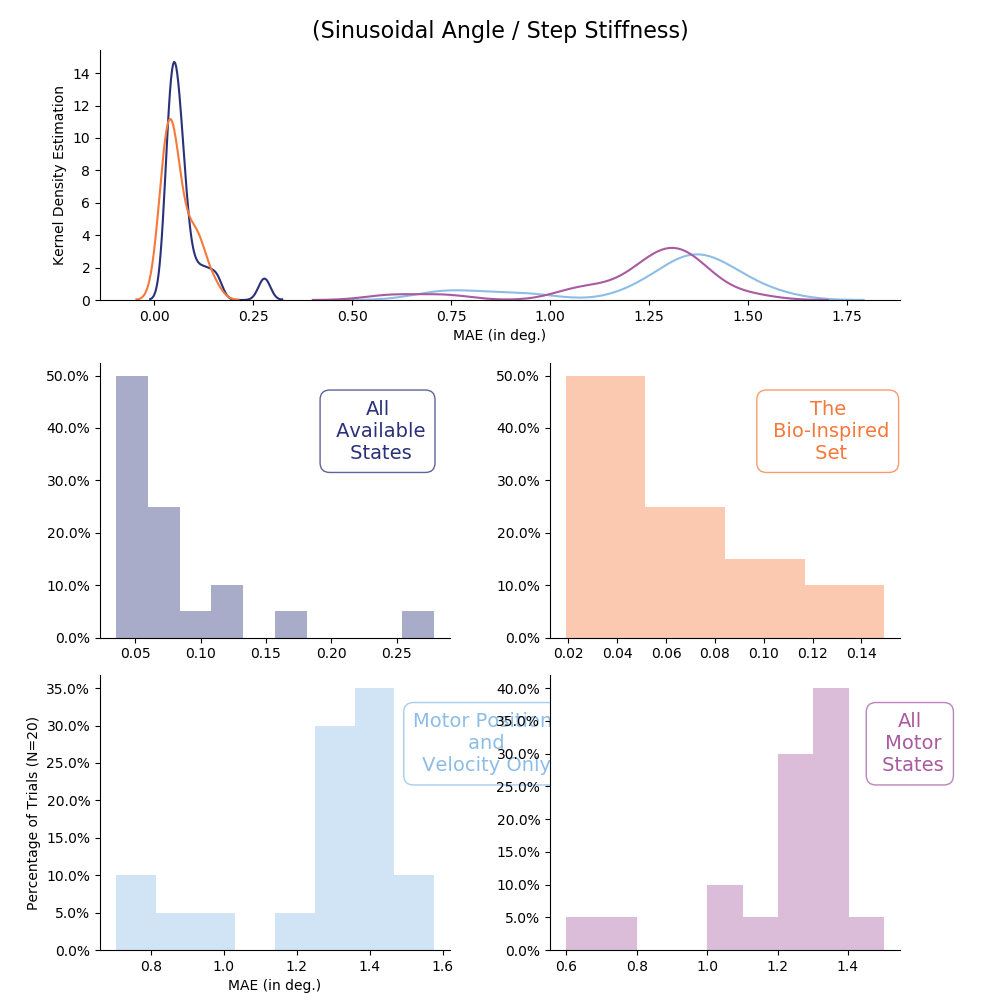 (Sinusoidal Angle / Step Stiffness)
Kernel Density Estimation
14
12
10
8
6
4
2
0
0.00 0.25 0.50 0.75 1.00 1.25 1.50 1.75
MAE (in deg.)
50.0%
40.0%
30.0%
20.0%
10.0%
0.0%
All
Available
States
0.05 0.10 0.15 0.20 0.25
50.0%
40.0%
30.0%
20.0%
10.0%
0.0%
The
Bio-Inspired
Set
0.02 0.04 0.06 0.08 0.10 0.12 0.14
Percentage of Trials (N=20)
35.0%
30.0%
25.0%
20.0%
15.0%
10.0%
5.0%
0.0%
Motor Position
and
Velocity Only
0.8 1.0 1.2 1.4 1.6
MAE (in deg.)
40.0%
35.0%
30.0%
25.0%
20.0%
15.0%
10.0%
5.0%
0.0%
All
Motor
States
0.6 0.8 1.0 1.2 1.4